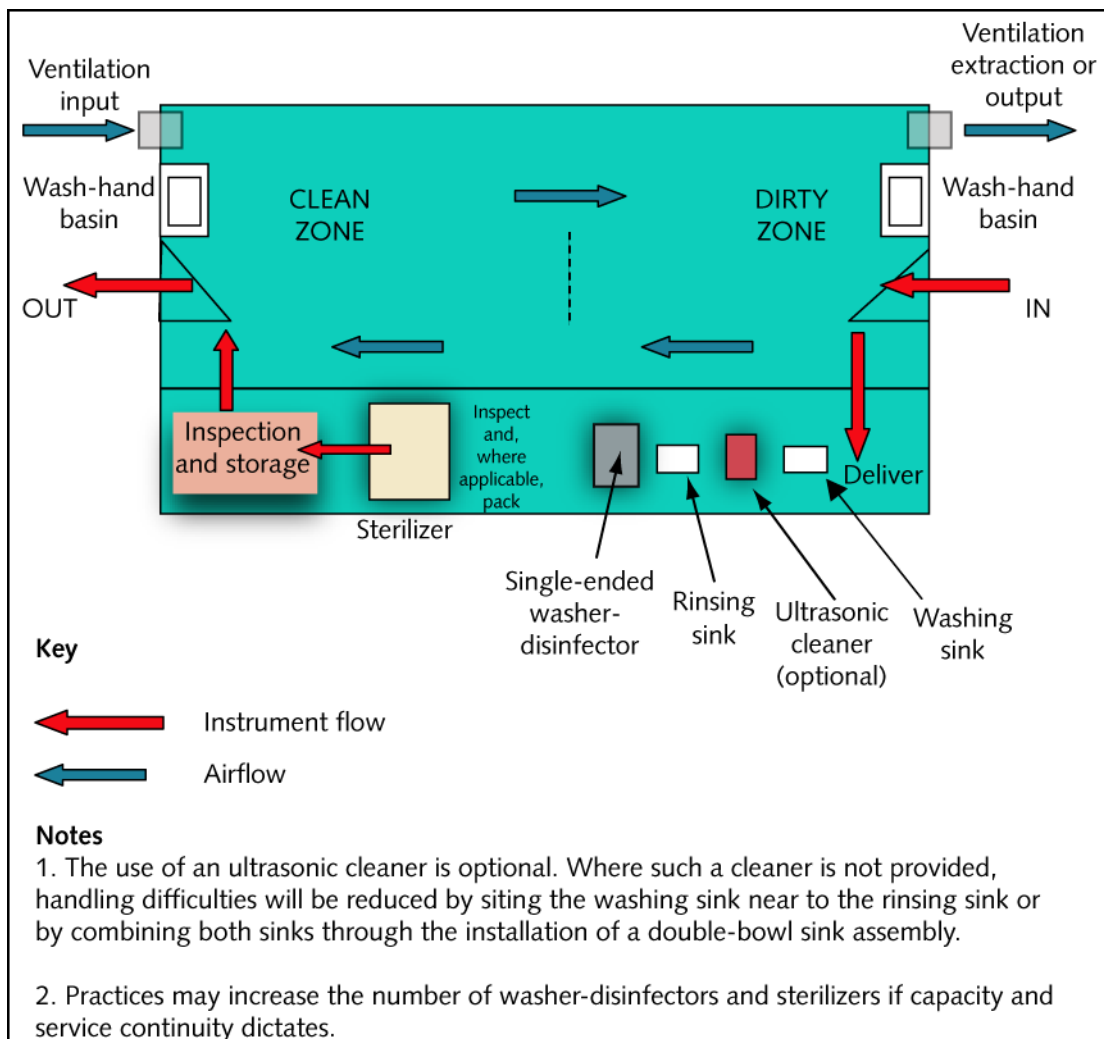 Ventilation
input
Ventilation
extraction or
output
Wash-hand
basin
CLEAN
ZONE
DIRTY
ZONE
Wash-hand
basin
OUT
IN
Inspection
and storage
Sterilizer
Inspect
and,
where
applicable,
pack
Deliver
Single-ended
washer-
disinfector
Rinsing
sink
Ultrasonic
cleaner
(optional)
Washing
sink
Key
Instrument flow
Airflow
Notes
1. The use of an ultrasonic cleaner is optional. Where such a cleaner is not provided,
handling difficulties will be reduced by siting the washing sink near to the rinsing sink or
by combining both sinks through the installation of a double-bowl sink assembly.
2. Practices may increase the number of washer-disinfectors and sterilizers if capacity and
service continuity dictates.